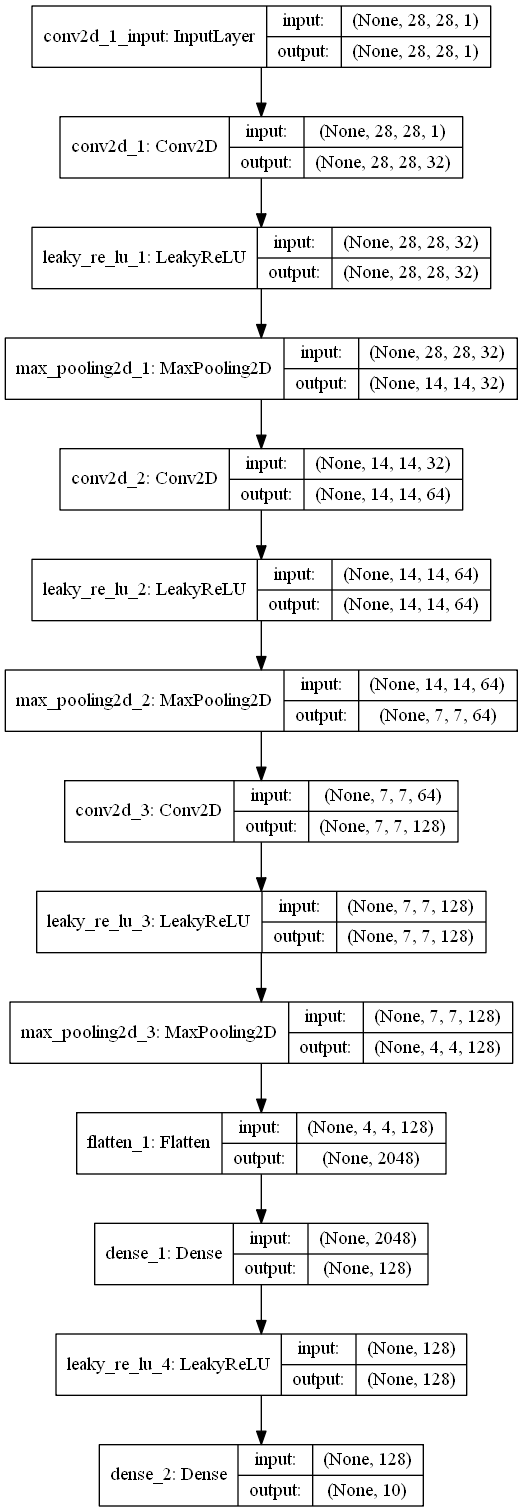 conv2d_1_input: InputLayer
input: (None, 28, 28, 1)
output: (None, 28, 28, 1)
conv2d_1: Conv2D
input: (None, 28, 28, 1)
output: (None, 28, 28, 32)
leaky_re_lu_1: LeakyReLU
input: (None, 28, 28, 32)
output: (None, 28, 28, 32)
max_pooling2d_1: MaxPooling2D
input: (None, 28, 28, 32)
output: (None, 14, 14, 32)
conv2d_2: Conv2D
input: (None, 14, 14, 32)
output: (None, 14, 14, 64)
leaky_re_lu_2: LeakyReLU
input: (None, 14, 14, 64)
output: (None, 14, 14, 64)
max_pooling2d_2: MaxPooling2D
input: (None, 14, 14, 64)
output: (None, 7, 7, 64)
conv2d_3: Conv2D
input: (None, 7, 7, 64)
output: (None, 7, 7, 128)
leaky_re_lu_3: LeakyReLU
input: (None, 7, 7, 128)
output: (None, 7, 7, 128)
max_pooling2d_3: MaxPooling2D
input: (None, 7, 7, 128)
output: (None, 4, 4, 128)
flatten_1: Flatten
input: (None, 4, 4, 128)
output: (None, 2048)
dense_1: Dense
input: (None, 2048)
output: (None, 128)
leaky_re_lu_4: LeakyReLU
input: (None, 128)
output: (None, 128)
dense_2: Dense
input: (None, 128)
output: (None, 10)